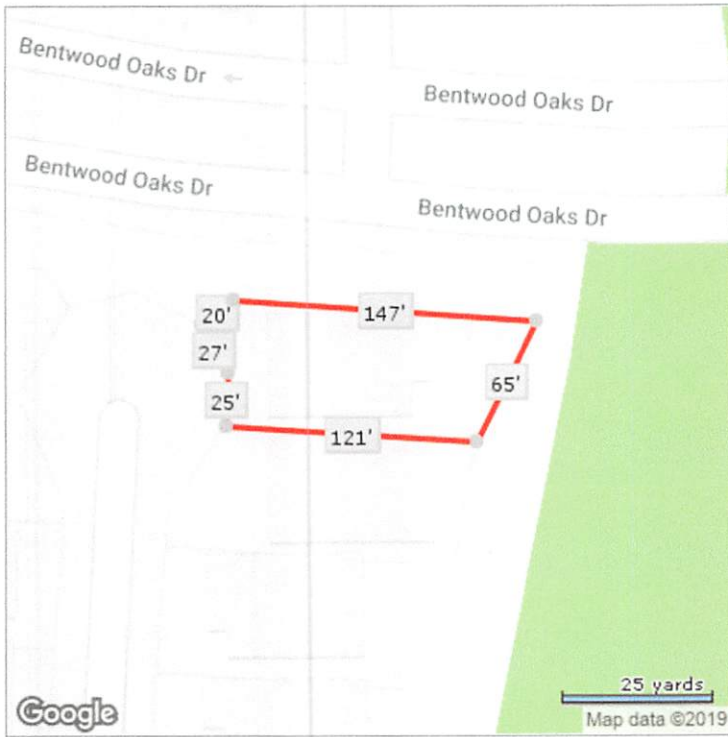 Bentwood Oaks Dr ←
Bentwood Oaks Dr
Bentwood Oaks Dr
Bentwood Oaks Dr
20'
147'
27'
65'
25'
121'
25 yards
Google
Map data ©2019